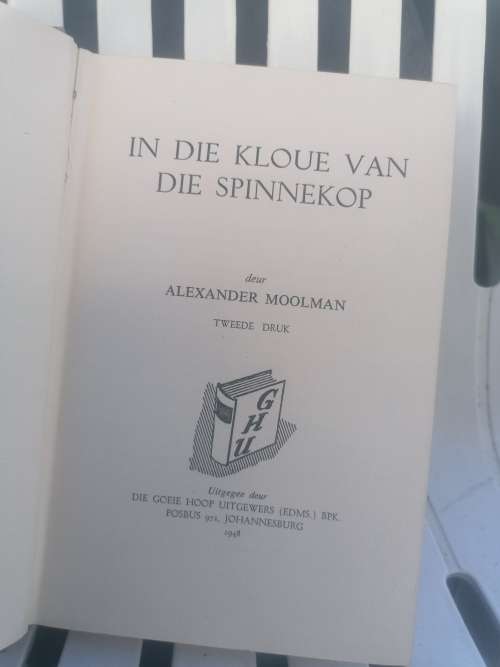 IN DIE KLOUE VAN
DIE SPINNEKOP
deur
ALEXANDER MOOLMAN
TWEEDE DRUK
G
H
U
Uitgegee deur
DIE GOEIE HOOP UITGEWERS (EDMS.) BPK.
POSBUS 972, JOHANNESBURG
1948